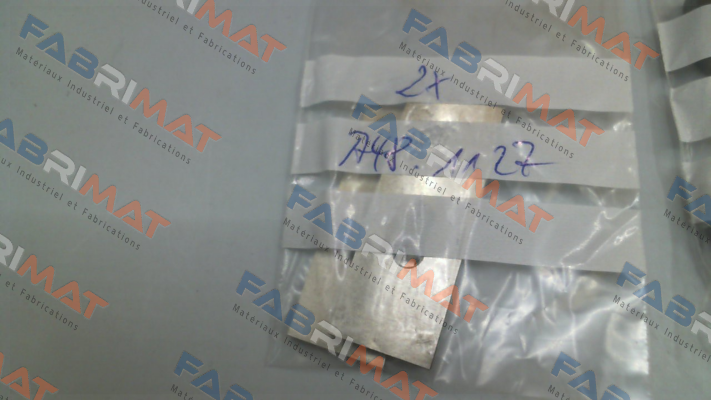 2x
A48.1127
FABRIMAT
Materiaux Industriel et Fabrications